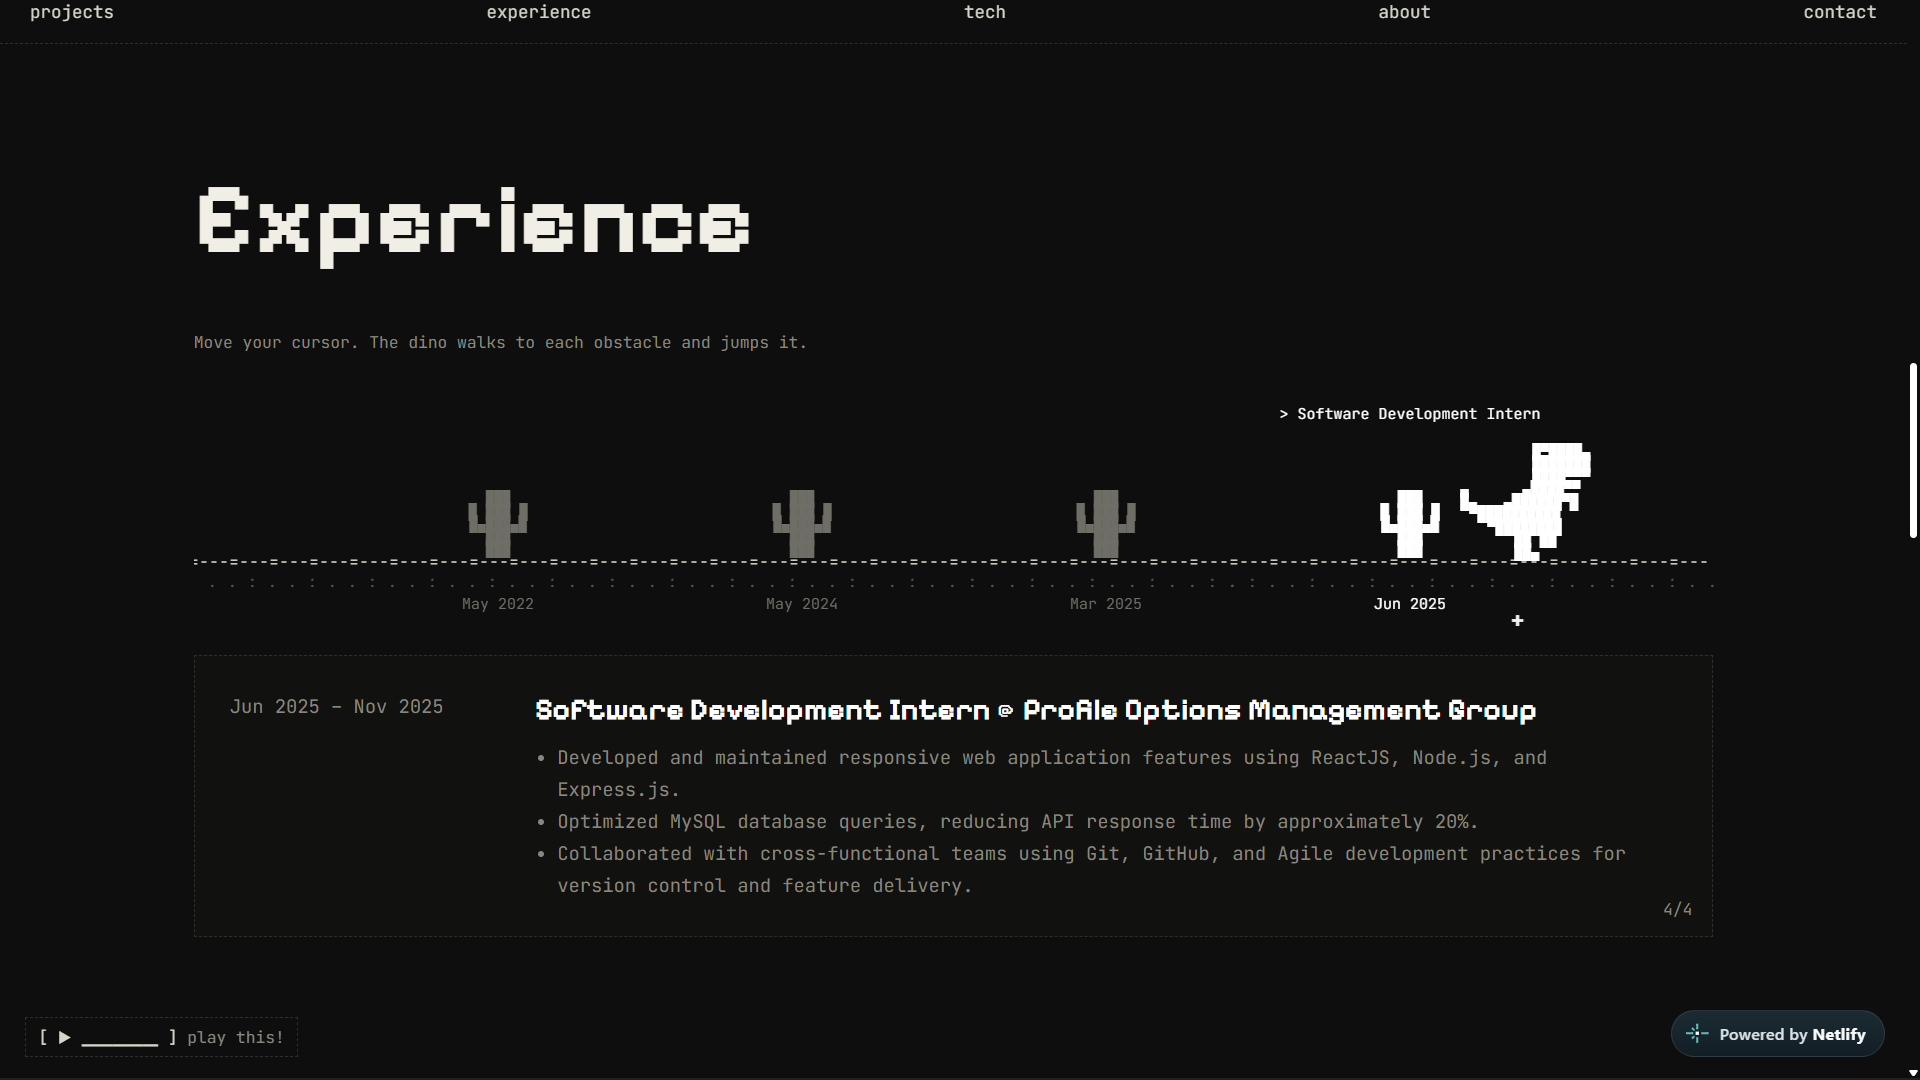 projects experience tech about contact
Experience
Move your cursor. The dino walks to each obstacle and jumps it.
> Software Development Intern
May 2022 May 2024 Mar 2025 Jun 2025
Jun 2025 – Nov 2025
Software Development Intern @ Profile Options Management Group
• Developed and maintained responsive web application features using ReactJS, Node.js, and
Express.js.
• Optimized MySQL database queries, reducing API response time by approximately 20%.
• Collaborated with cross-functional teams using Git, GitHub, and Agile development practices for
version control and feature delivery.
4/4
[ ▶ ________ ] play this!
Powered by Netlify